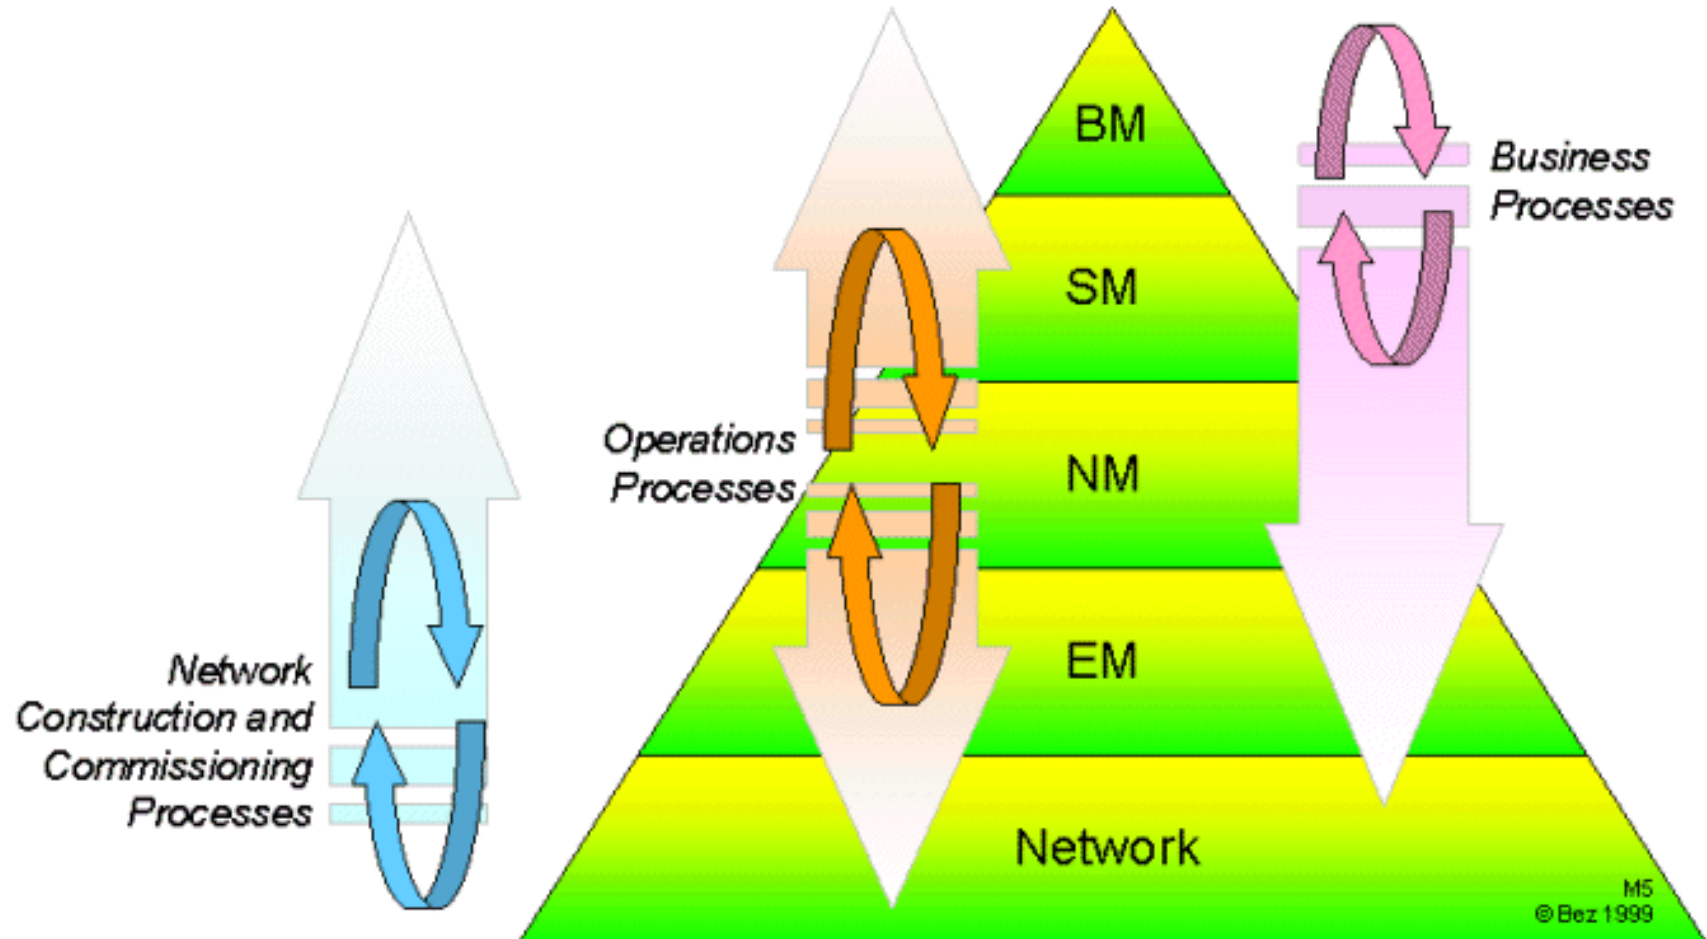 BM
Business
Processes
SM
Operations
Processes
NM
Network
Construction and
Commissioning
Processes
EM
Network
M5
© Bez 1999